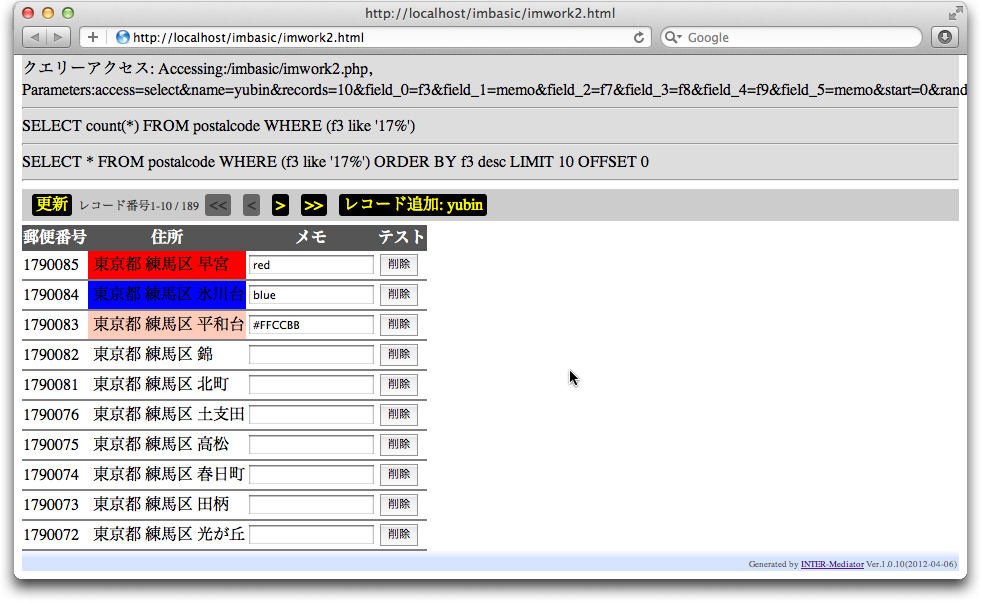 http://localhost/imbasic/imwork2.html
http://localhost/imbasic/imwork2.html
Google
クエリーアクセス: Accessing:/imbasic/imwork2.php,
Parameters:access=select&name=yubin&records=10&field_0=f3&field_1=memo&field_2=f7&field_3=f8&field_4=f9&field_5=memo&start=0&rand
SELECT count(*) FROM postalcode WHERE (f3 like '17%')
SELECT * FROM postalcode WHERE (f3 like '17%') ORDER BY f3 desc LIMIT 10 OFFSET 0
更新 レコード番号1-10 / 189 << < > >> レコード追加: yubin
郵便番号 住所 メモ テスト
1790085 東京都 練馬区 早宮 red 削除
1790084 東京都 練馬区 氷川台 blue 削除
1790083 東京都 練馬区 平和台 #FFCCBB 削除
1790082 東京都 練馬区 錦 削除
1790081 東京都 練馬区 北町 削除
1790076 東京都 練馬区 土支田 削除
1790075 東京都 練馬区 高松 削除
1790074 東京都 練馬区 春日町 削除
1790073 東京都 練馬区 田柄 削除
1790072 東京都 練馬区 光が丘 削除
Generated by INTER-Mediator Ver.1.0.10(2012-04-06)